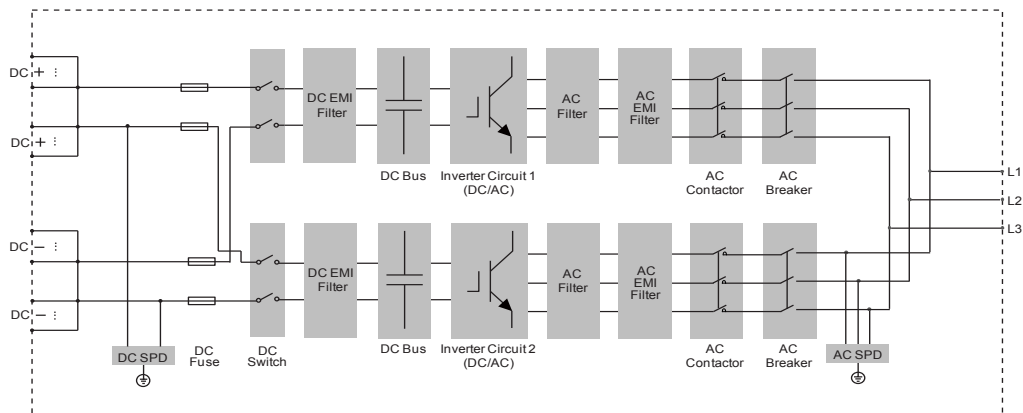 DC + ⋮
DC + ⋮
DC EMI
Filter
DC Bus
Inverter Circuit 1
(DC/AC)
AC
Filter
AC
EMI
Filter
AC
Contactor
AC
Breaker
L1
L2
L3
DC − ⋮
DC − ⋮
DC SPD
DC
Fuse
DC
Switch
DC EMI
Filter
DC Bus
Inverter Circuit 2
(DC/AC)
AC
Filter
AC
EMI
Filter
AC
Contactor
AC
Breaker
AC SPD